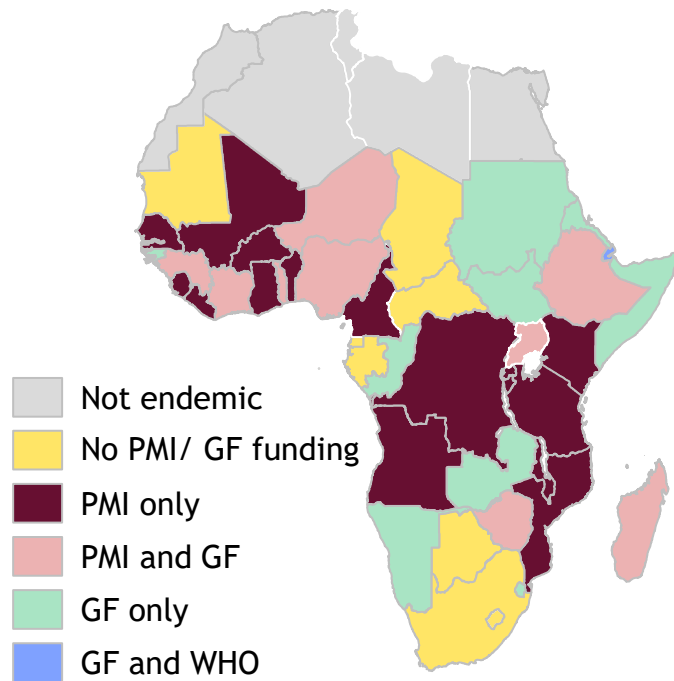 Not endemic
No PMI/ GF funding
PMI only
PMI and GF
GF only
GF and WHO